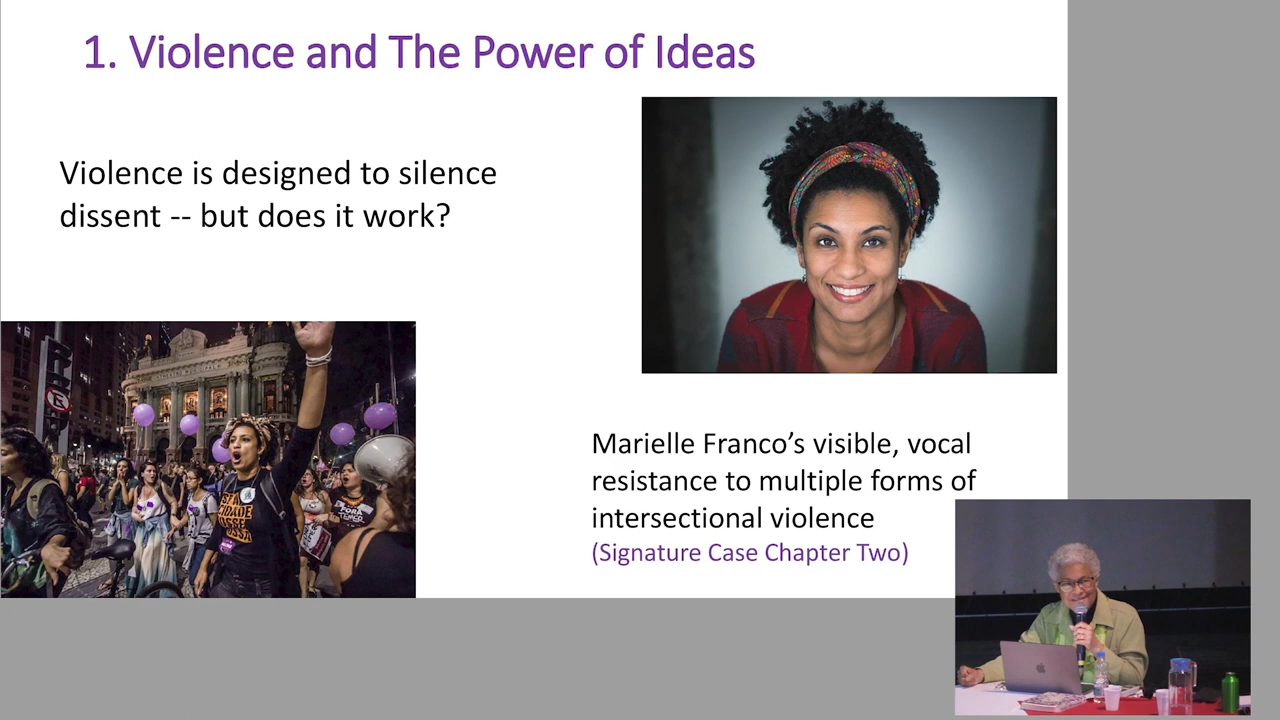 1. Violence and The Power of Ideas
Violence is designed to silence
dissent -- but does it work?
Marielle Franco’s visible, vocal
resistance to multiple forms of
intersectional violence
(Signature Case Chapter Two)